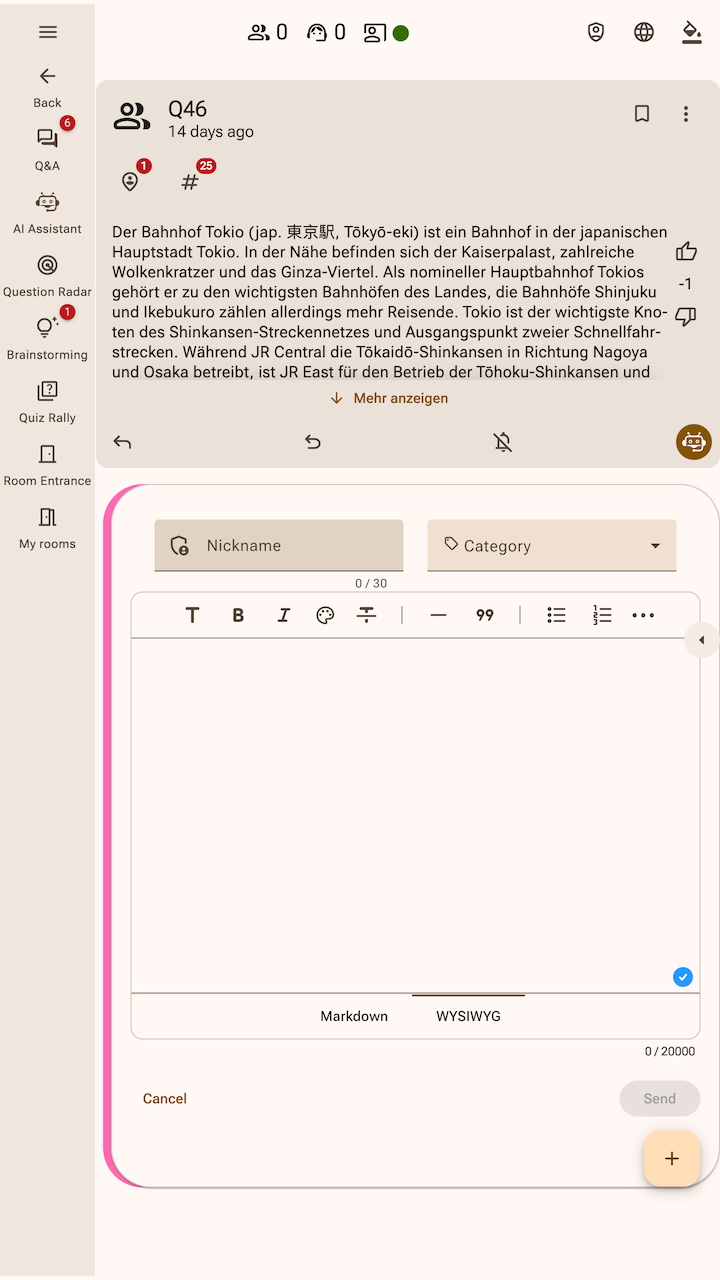 0 0
Back
6
Q&A
AI Assistant
Question Radar
1
Brainstorming
Quiz Rally
Room Entrance
My rooms
Q46
14 days ago
1
25
Der Bahnhof Tokio (jap. 東京駅, Tōkyō-eki) ist ein Bahnhof in der japanischen
Hauptstadt Tokio. In der Nähe befinden sich der Kaiserpalast, zahlreiche
Wolkenkratzer und das Ginza-Viertel. Als nomineller Hauptbahnhof Tokios
gehört er zu den wichtigsten Bahnhöfen des Landes, die Bahnhöfe Shinjuku
und Ikebukuro zählen allerdings mehr Reisende. Tokio ist der wichtigste Kno-
ten des Shinkansen-Streckennetzes und Ausgangspunkt zweier Schnellfahr-
strecken. Während JR Central die Tōkaidō-Shinkansen in Richtung Nagoya
und Osaka betreibt, ist JR East für den Betrieb der Tōhoku-Shinkansen und
-1
Mehr anzeigen
Nickname
Category
0 / 30
Markdown
WYSIWYG
0 / 20000
Cancel
Send